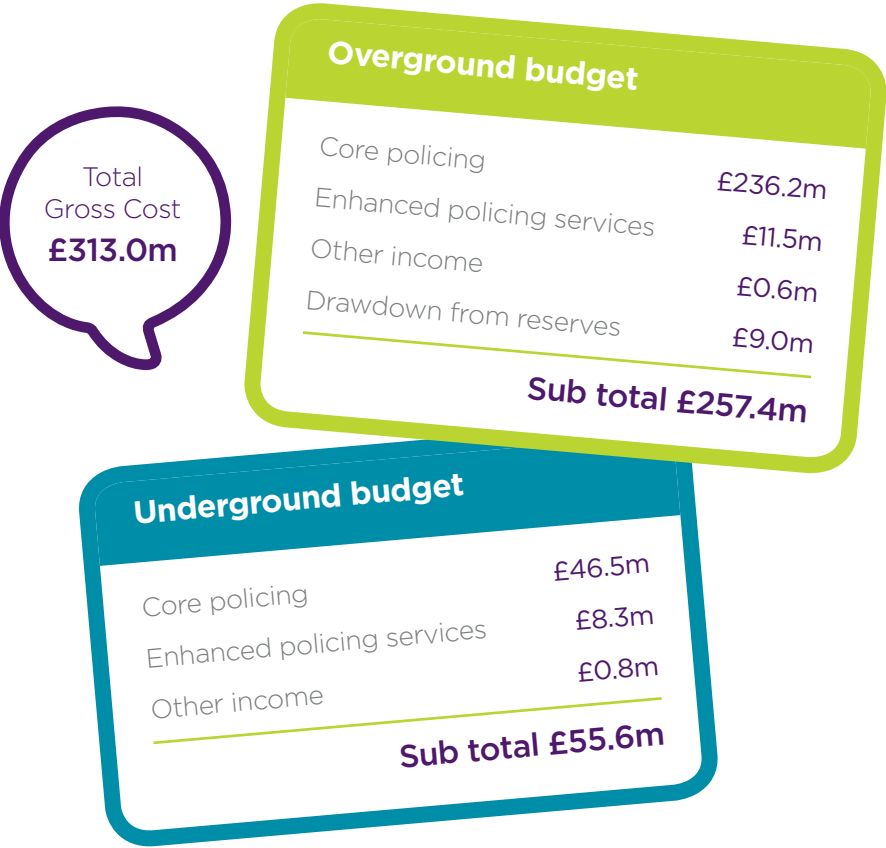 Total
Gross Cost
£313.0m
Overground budget
Core policing £236.2m
Enhanced policing services £11.5m
Other income £0.6m
Drawdown from reserves £9.0m
Sub total £257.4m
Underground budget
Core policing £46.5m
Enhanced policing services £8.3m
Other income £0.8m
Sub total £55.6m